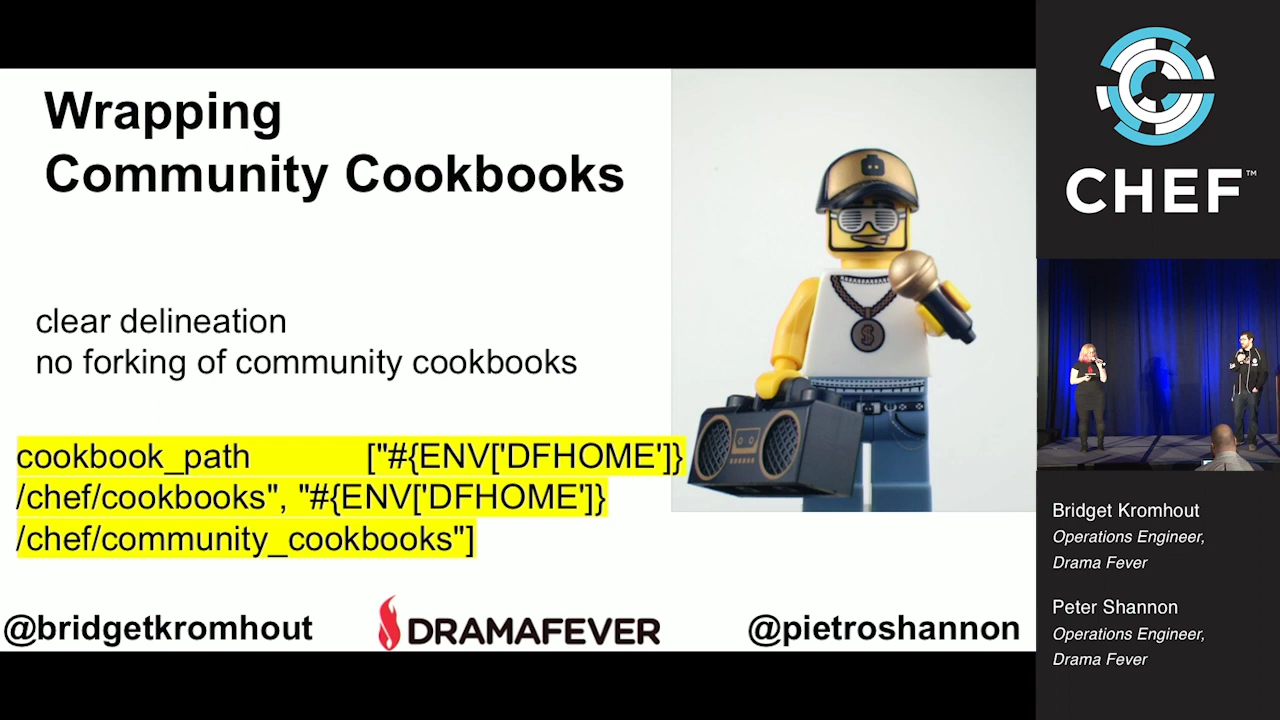 Wrapping
Community Cookbooks
clear delineation
no forking of community cookbooks
cookbook_path ["#{ENV['DFHOME']}
/chef/cookbooks", "#{ENV['DFHOME']}
/chef/community_cookbooks"]
@bridgetkromhout
DRAMAFEVER
@pietroshannon
CHEF™
Bridget Kromhout
Operations Engineer,
Drama Fever
Peter Shannon
Operations Engineer,
Drama Fever